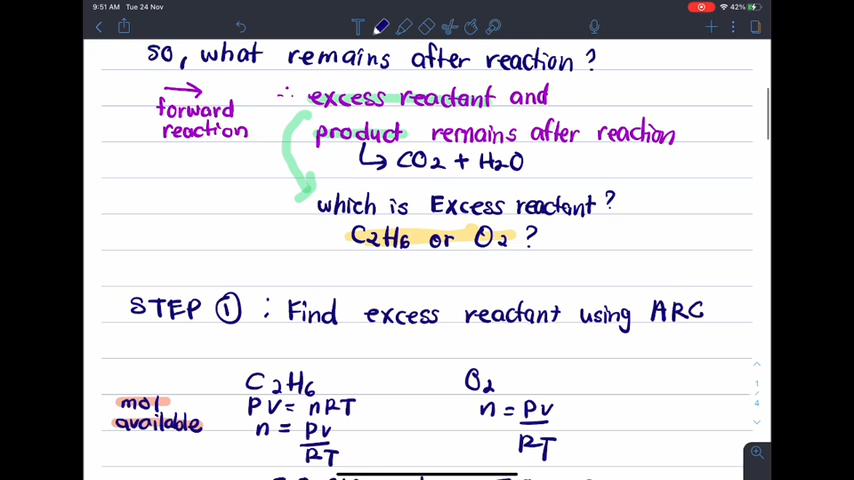 9:51 AM Tue 24 Nov
42%
so, what remains after reaction?
forward reaction
∴ excess reactant and
product remains after reaction
↳ CO2 + H2O
which is Excess reactant?
C2H6 or O2 ?
STEP ① : Find excess reactant using ARC
C2H6
O2
mol available
PV = nRT
n = PV
RT
n = PV
RT
1
4